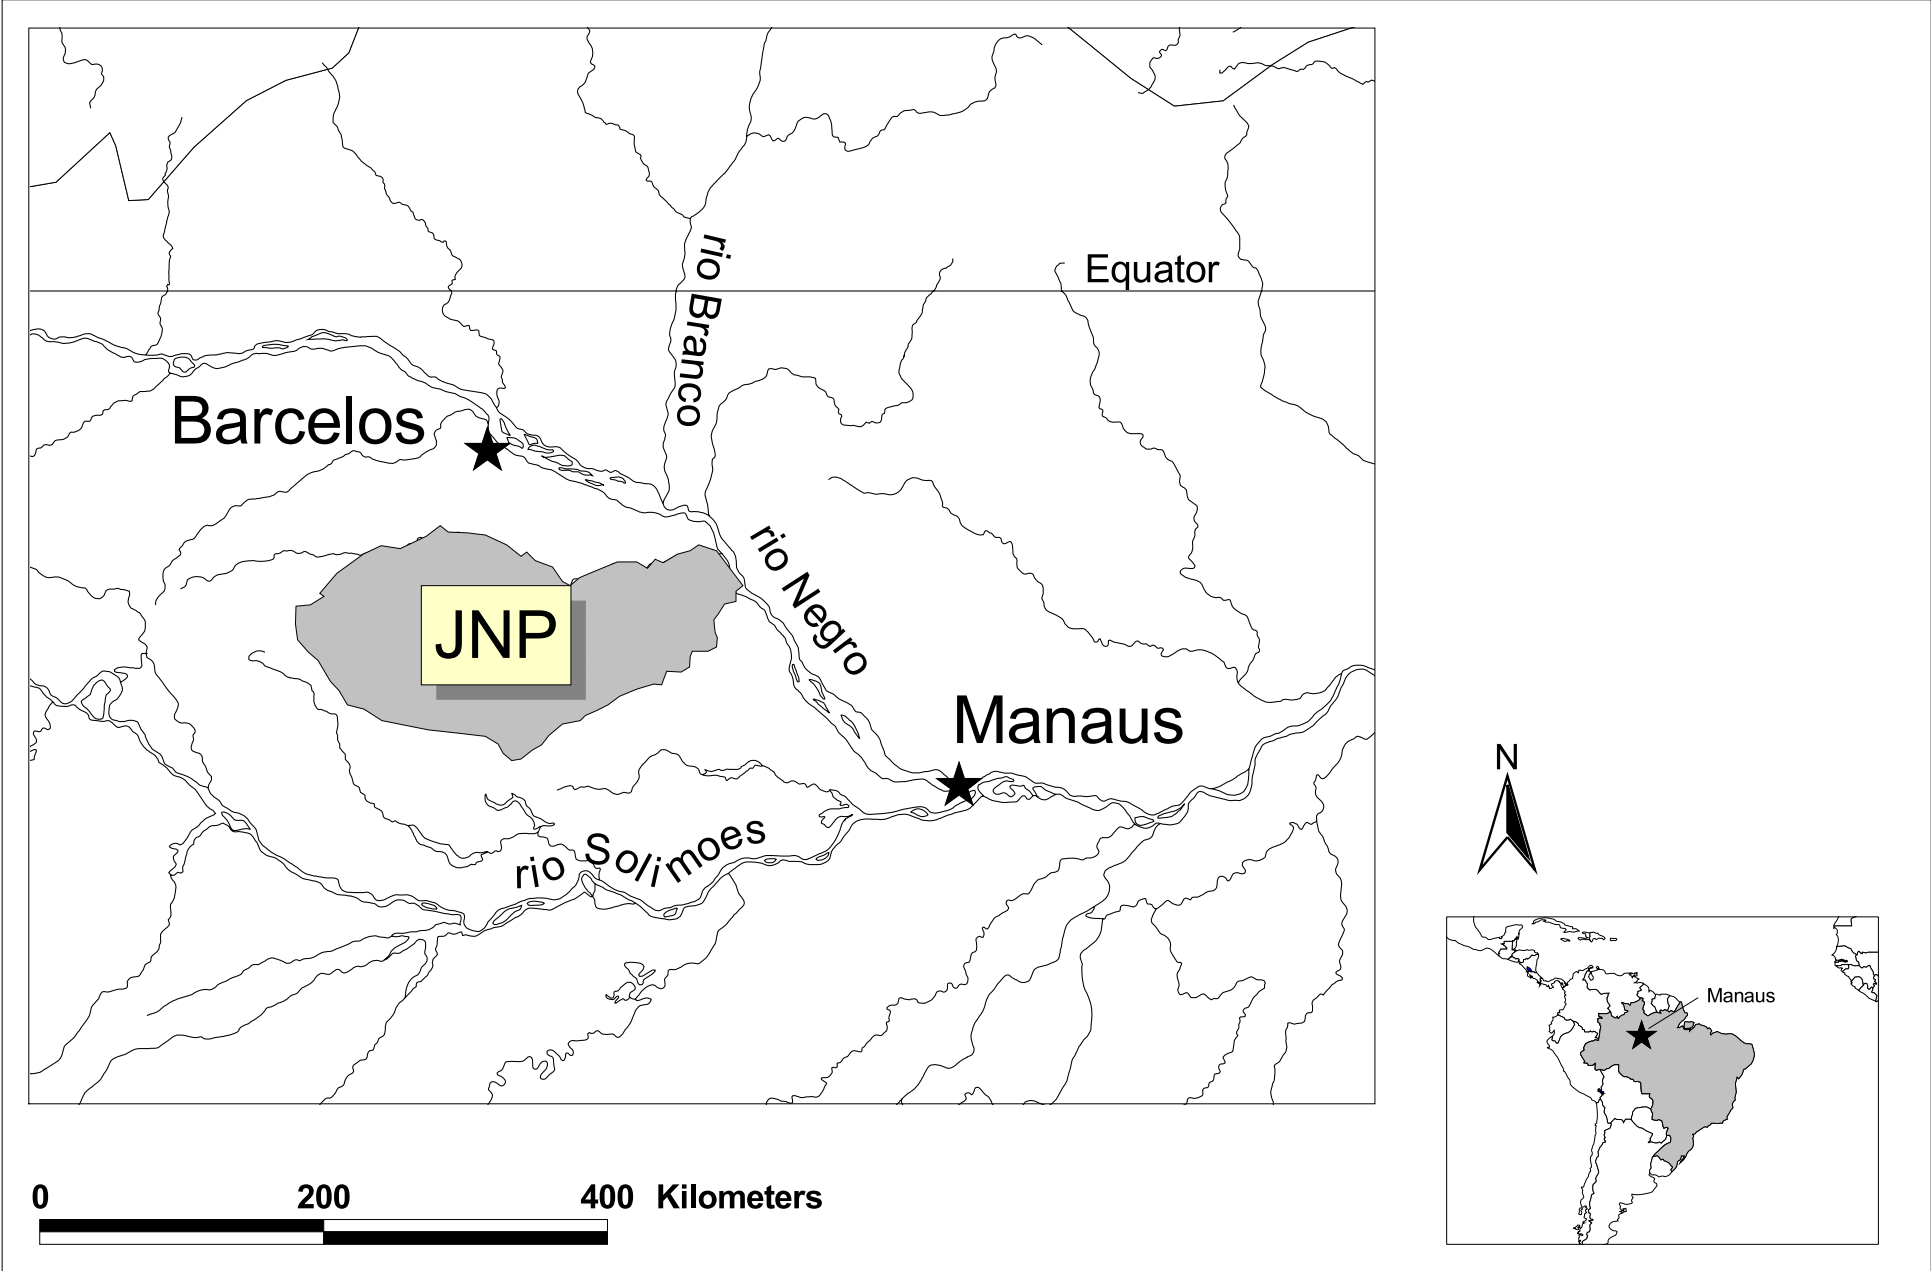 Equator
rio Branco
Barcelos
rio Negro
JNP
Manaus
rio Solimoes
N
Manaus
0 200 400 Kilometers